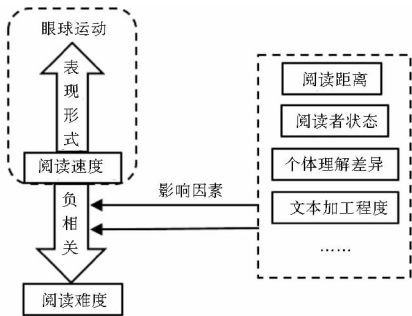 眼球运动
表现形式
阅读速度
负相关
阅读难度
影响因素
阅读距离
阅读者状态
个体理解差异
文本加工程度
……